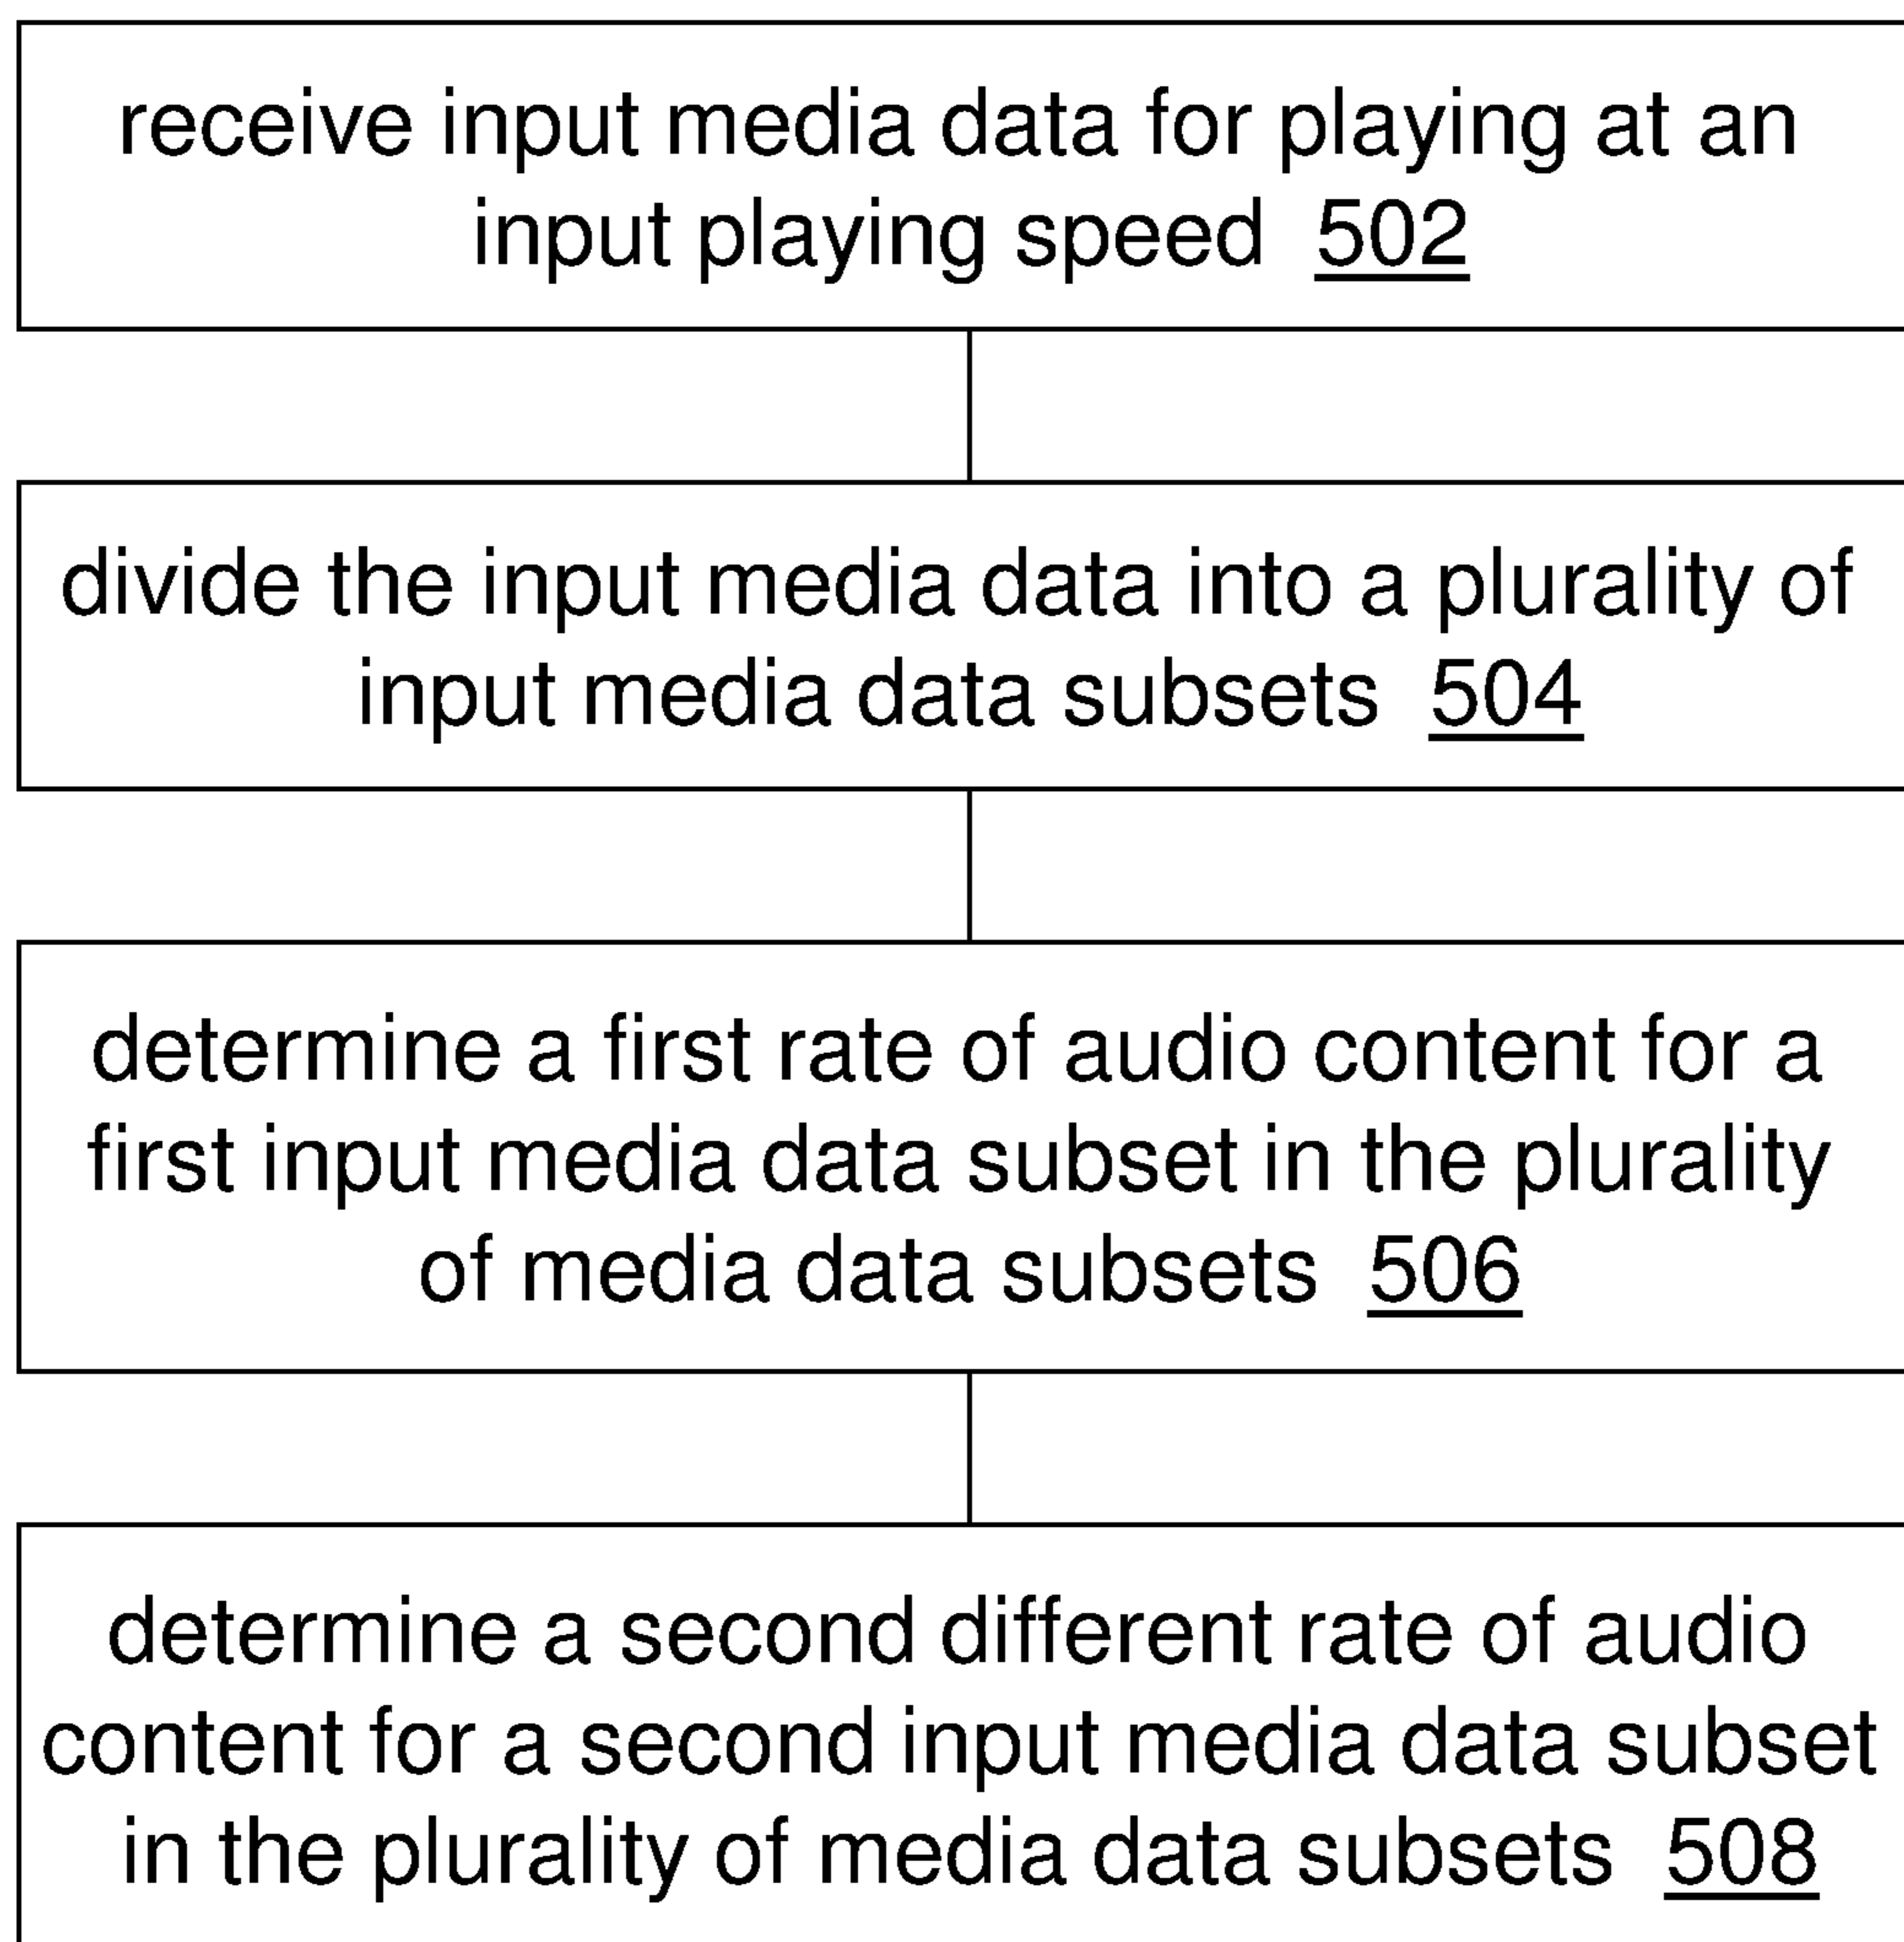 receive input media data for playing at an
input playing speed 502
divide the input media data into a plurality of
input media data subsets 504
determine a first rate of audio content for a
first input media data subset in the plurality
of media data subsets 506
determine a second different rate of audio
content for a second input media data subset
in the plurality of media data subsets 508